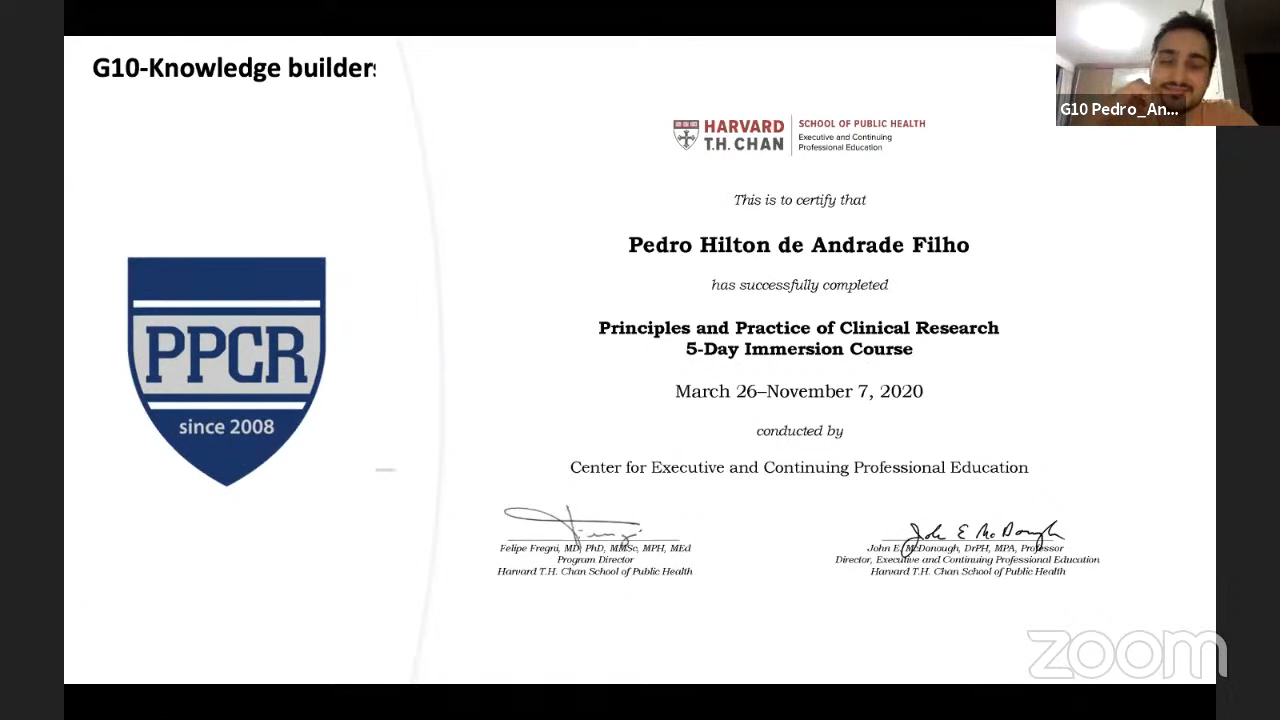 G10-Knowledge builders
G10 Pedro_An...
HARVARD
T.H. CHAN
SCHOOL OF PUBLIC HEALTH
Executive and Continuing
Professional Education
This is to certify that
Pedro Hilton de Andrade Filho
has successfully completed
Principles and Practice of Clinical Research
5-Day Immersion Course
March 26–November 7, 2020
conducted by
Center for Executive and Continuing Professional Education
PPCR
since 2008
John E McDonough
Felipe Fregni, MD, PhD, MMSc, MPH, MEd
Program Director
Harvard T.H. Chan School of Public Health
John E. McDonough, DrPH, MPA, Professor
Director, Executive and Continuing Professional Education
Harvard T.H. Chan School of Public Health
zoom